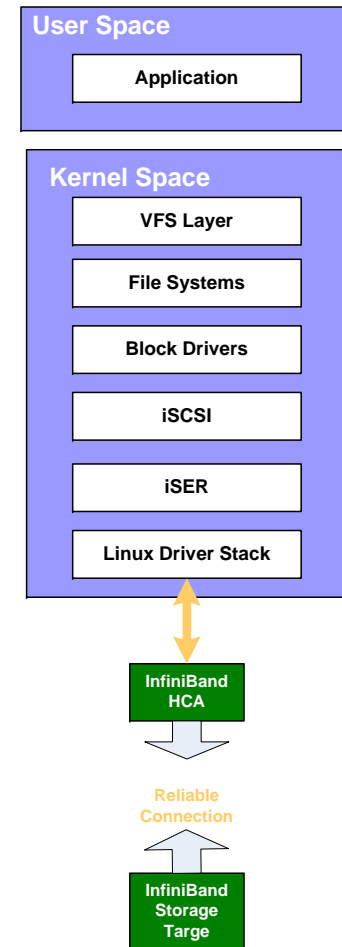 User Space
Application
Kernel Space
VFS Layer
File Systems
Block Drivers
iSCSI
iSER
Linux Driver Stack
InfiniBand
HCA
Reliable
Connection
InfiniBand
Storage
Targe